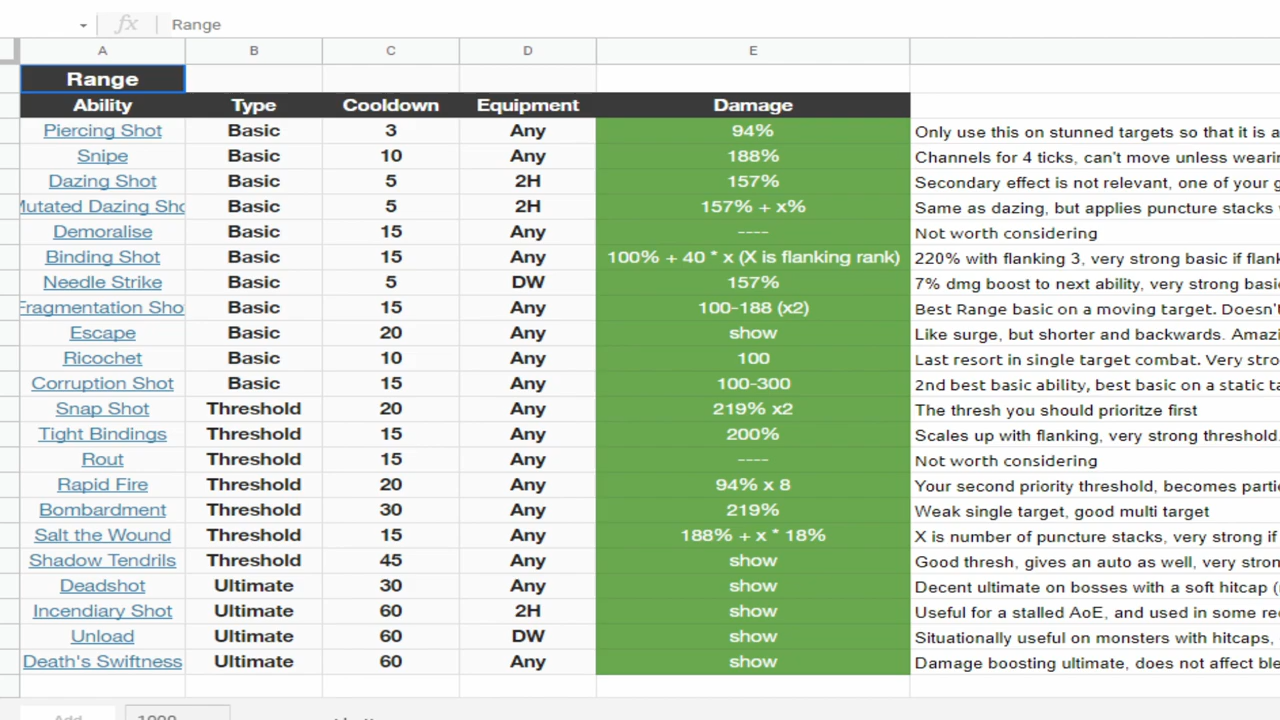 fx Range
A B C D E
Range
Ability Type Cooldown Equipment Damage
Piercing Shot Basic 3 Any 94% Only use this on stunned targets so that it is a
Snipe Basic 10 Any 188% Channels for 4 ticks, can't move unless wearin
Dazing Shot Basic 5 2H 157% Secondary effect is not relevant, one of your g
Mutated Dazing Sho Basic 5 2H 157% + x% Same as dazing, but applies puncture stacks
Demoralise Basic 15 Any ---- Not worth considering
Binding Shot Basic 15 Any 100% + 40 * x (X is flanking rank) 220% with flanking 3, very strong basic if flank
Needle Strike Basic 5 DW 157% 7% dmg boost to next ability, very strong basic
Fragmentation Sho Basic 15 Any 100-188 (x2) Best Range basic on a moving target. Doesn't
Escape Basic 20 Any show Like surge, but shorter and backwards. Amazi
Ricochet Basic 10 Any 100 Last resort in single target combat. Very stro
Corruption Shot Basic 15 Any 100-300 2nd best basic ability, best basic on a static ta
Snap Shot Threshold 20 Any 219% x2 The thresh you should prioritze first
Tight Bindings Threshold 15 Any 200% Scales up with flanking, very strong threshold.
Rout Threshold 15 Any ---- Not worth considering
Rapid Fire Threshold 20 Any 94% x 8 Your second priority threshold, becomes parti
Bombardment Threshold 30 Any 219% Weak single target, good multi target
Salt the Wound Threshold 15 Any 188% + x * 18% X is number of puncture stacks, very strong if
Shadow Tendrils Threshold 45 Any show Good thresh, gives an auto as well, very stron
Deadshot Ultimate 30 Any show Decent ultimate on bosses with a soft hitcap (
Incendiary Shot Ultimate 60 2H show Useful for a stalled AoE, and used in some re
Unload Ultimate 60 DW show Situationally useful on monsters with hitcaps,
Death's Swiftness Ultimate 60 Any show Damage boosting ultimate, does not affect ble
Add 1000